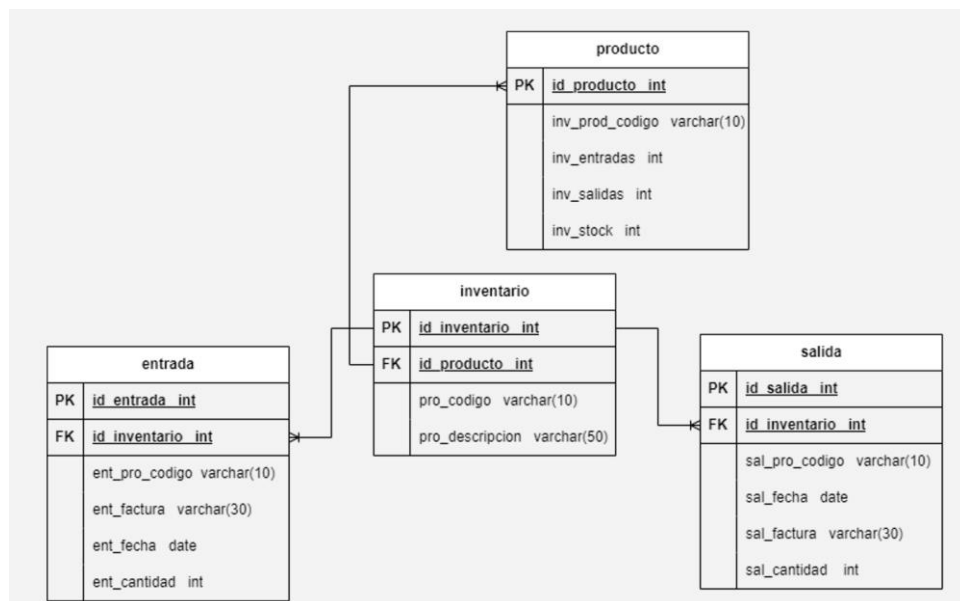 producto
PK id_producto int
inv_prod_codigo varchar(10)
inv_entradas int
inv_salidas int
inv_stock int
inventario
PK id_inventario int
FK id_producto int
pro_codigo varchar(10)
pro_descripcion varchar(50)
entrada
PK id_entrada int
FK id_inventario int
ent_pro_codigo varchar(10)
ent_factura varchar(30)
ent_fecha date
ent_cantidad int
salida
PK id_salida int
FK id_inventario int
sal_pro_codigo varchar(10)
sal_fecha date
sal_factura varchar(30)
sal_cantidad int